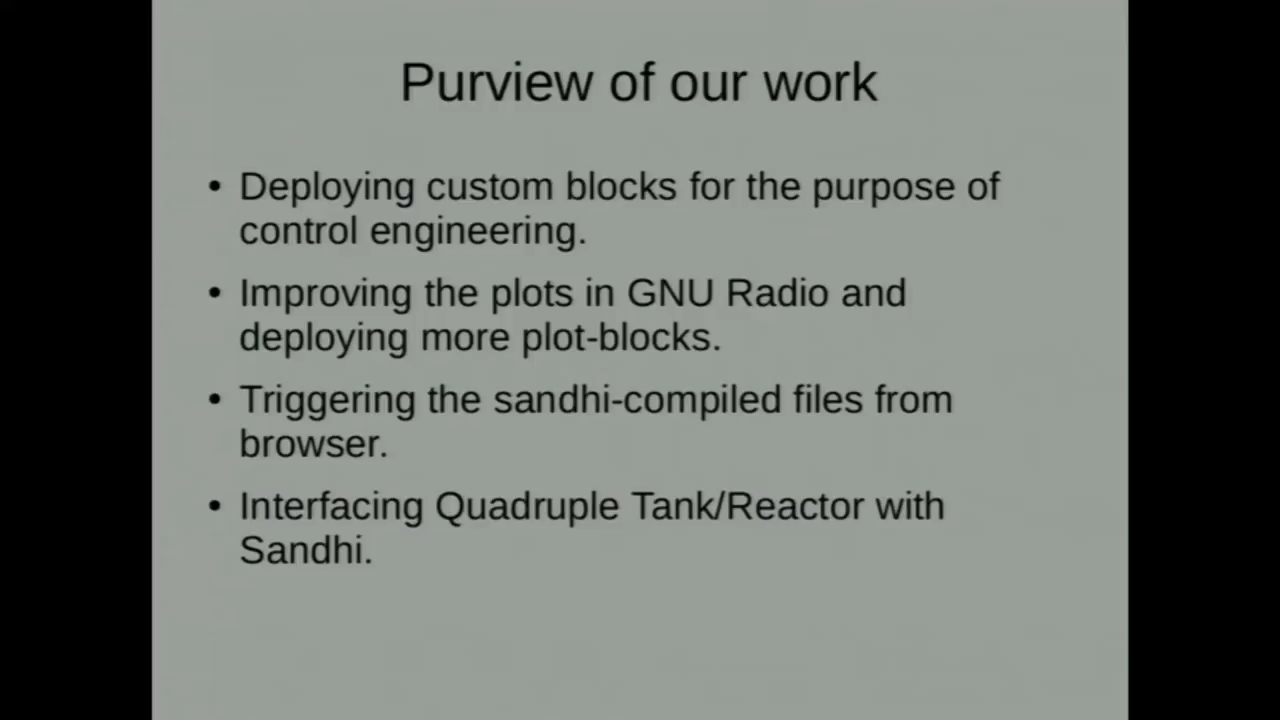 Purview of our work
• Deploying custom blocks for the purpose of
control engineering.
• Improving the plots in GNU Radio and
deploying more plot-blocks.
• Triggering the sandhi-compiled files from
browser.
• Interfacing Quadruple Tank/Reactor with
Sandhi.